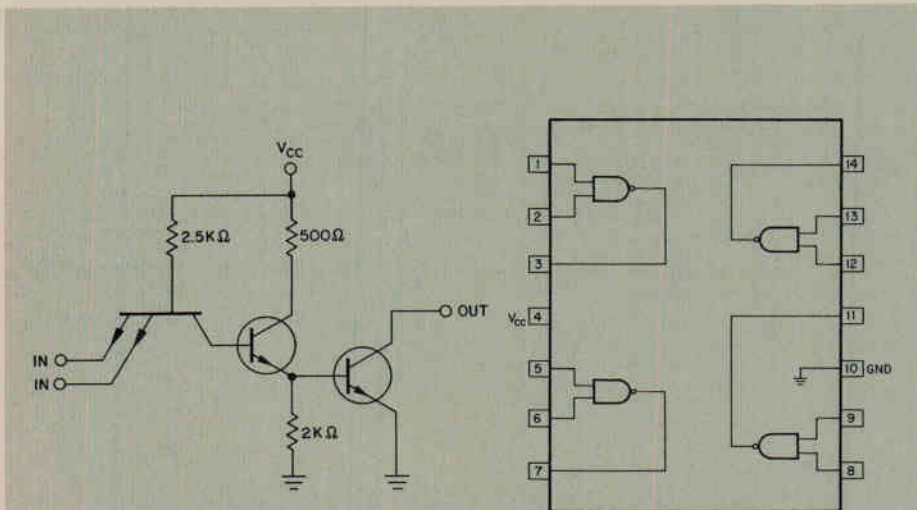 VCC
2.5KΩ
500Ω
OUT
IN
IN
2KΩ
1
2
3
VCC 4
5
6
7
14
13
12
11
10 GND
9
8